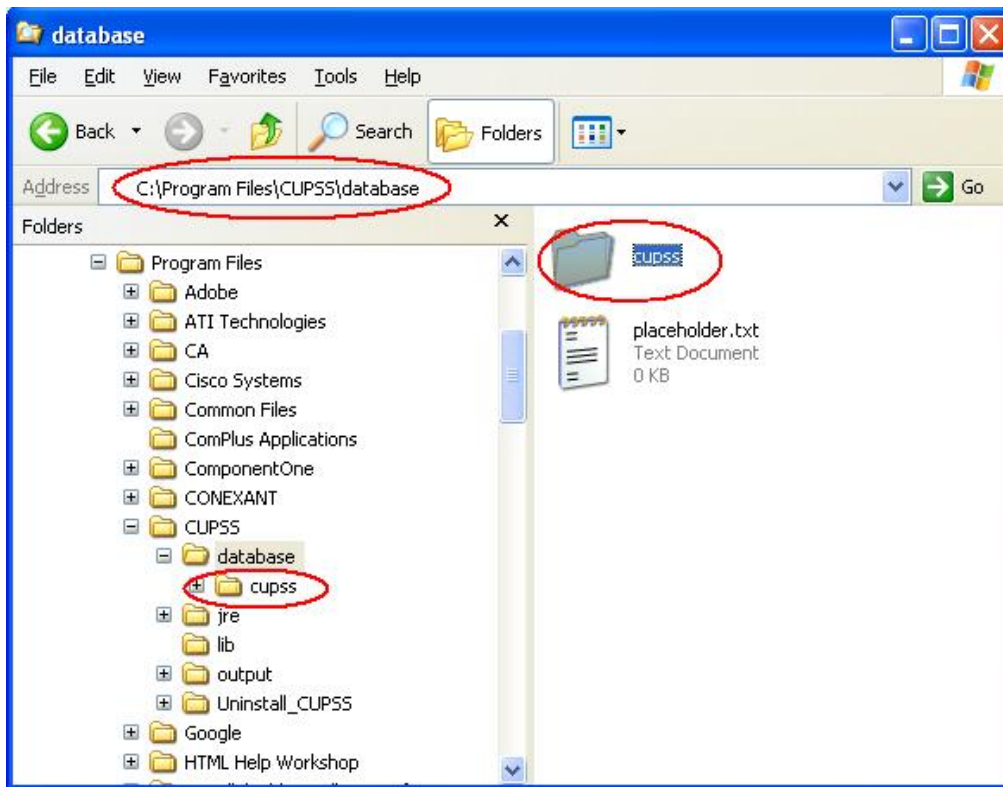 database
File Edit View Favorites Tools Help
Back Search Folders
Address C:\Program Files\CUPSS\database Go
Folders
Program Files
Adobe
ATI Technologies
CA
Cisco Systems
Common Files
ComPlus Applications
ComponentOne
CONEXANT
CUPSS
database
cupss
jre
lib
output
Uninstall_CUPSS
Google
HTML Help Workshop
cupss
placeholder.txt
Text Document
0 KB